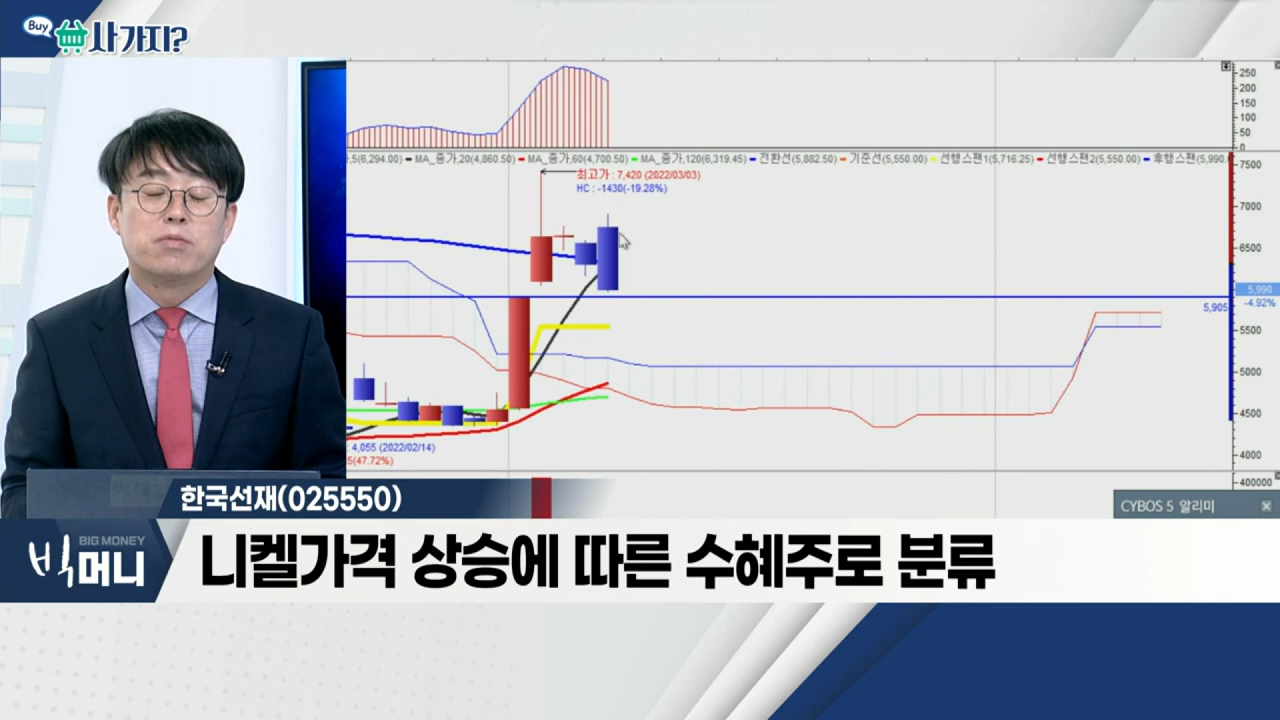 Buy
사가지?
250
200
150
100
50
0
.5(6,294.00) MA_종가,20(4,860.50) MA_종가,60(4,700.50) MA_종가,120(6,319.45) 전환선(5,882.50) 기준선(5,550.00) 선행스팬1(5,716.25) 선행스팬2(5,550.00) 후행스팬(5,990.0
최고가 : 7,420 (2022/03/03)
HC : -1430(-19.28%)
7500
7000
6500
5,990
-4.92%
5,905
5500
5000
4500
4000
: 4,055 (2022/02/14)
5(47.72%)
400000
CYBOS 5 알리미
한국선재(025550)
BIG MONEY
빅머니
니켈가격 상승에 따른 수혜주로 분류